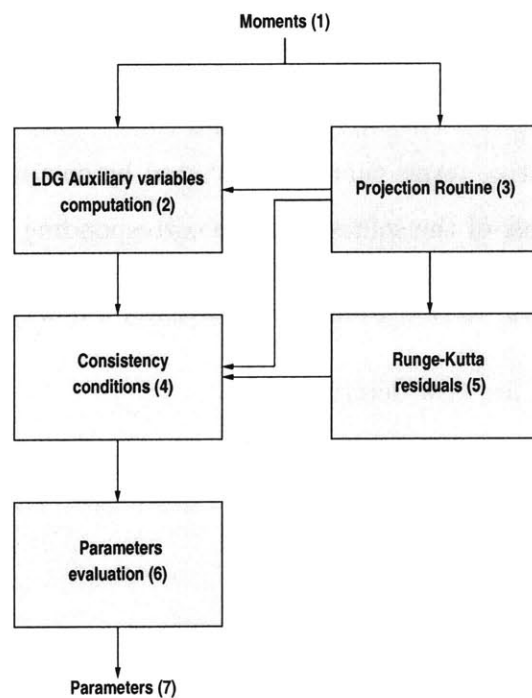 Moments (1)
LDG Auxiliary variables
computation (2)
Projection Routine (3)
Consistency
conditions (4)
Runge-Kutta
residuals (5)
Parameters
evaluation (6)
Parameters (7)